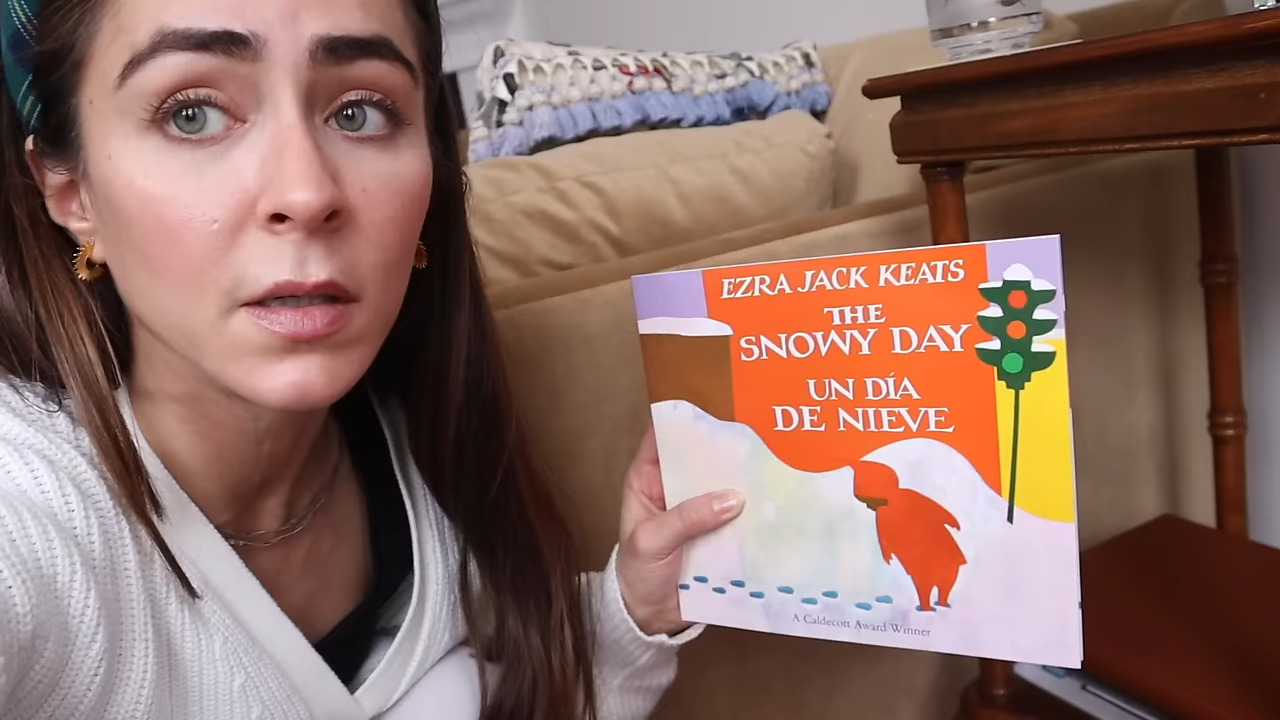 EZRA JACK KEATS
THE
SNOWY DAY
UN DÍA
DE NIEVE
A Caldecott Award Winner